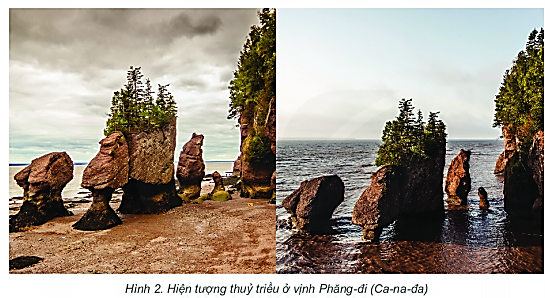 Hình 2. Hiện tượng thuỷ triều ở vịnh Phăng-đi (Ca-na-đa)